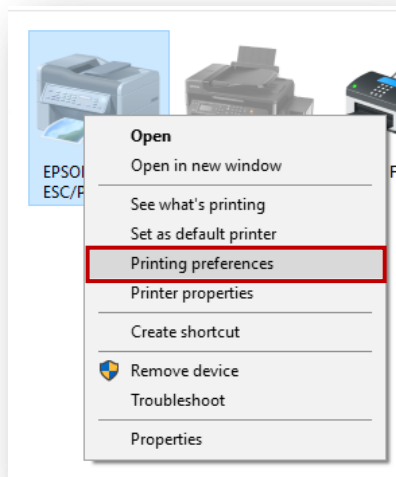 EPSO
ESC/P
F
Open
Open in new window
See what's printing
Set as default printer
Printing preferences
Printer properties
Create shortcut
Remove device
Troubleshoot
Properties